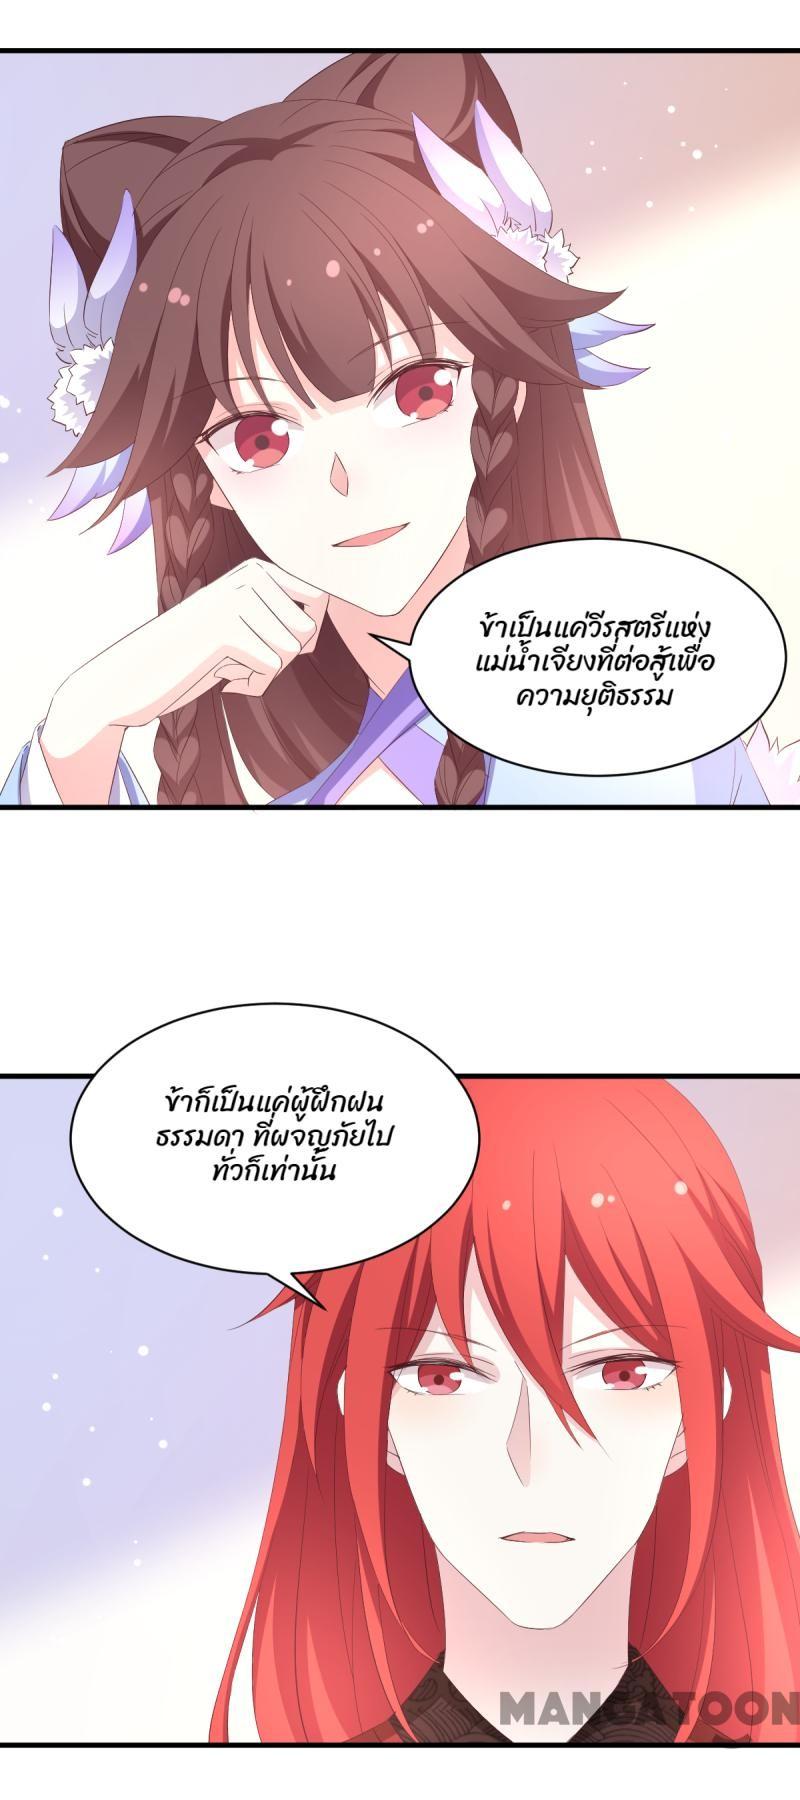 ข้าเป็นแค่วีรสตรีแห่ง
แม่น้ำเจียงที่ต่อสู้เพื่อ
ความยุติธรรม
ข้าก็เป็นแค่ผู้ฝึกฝน
ธรรมดา ที่ผจญภัยไป
ทั่วก็เท่านั้น
MANGATOON